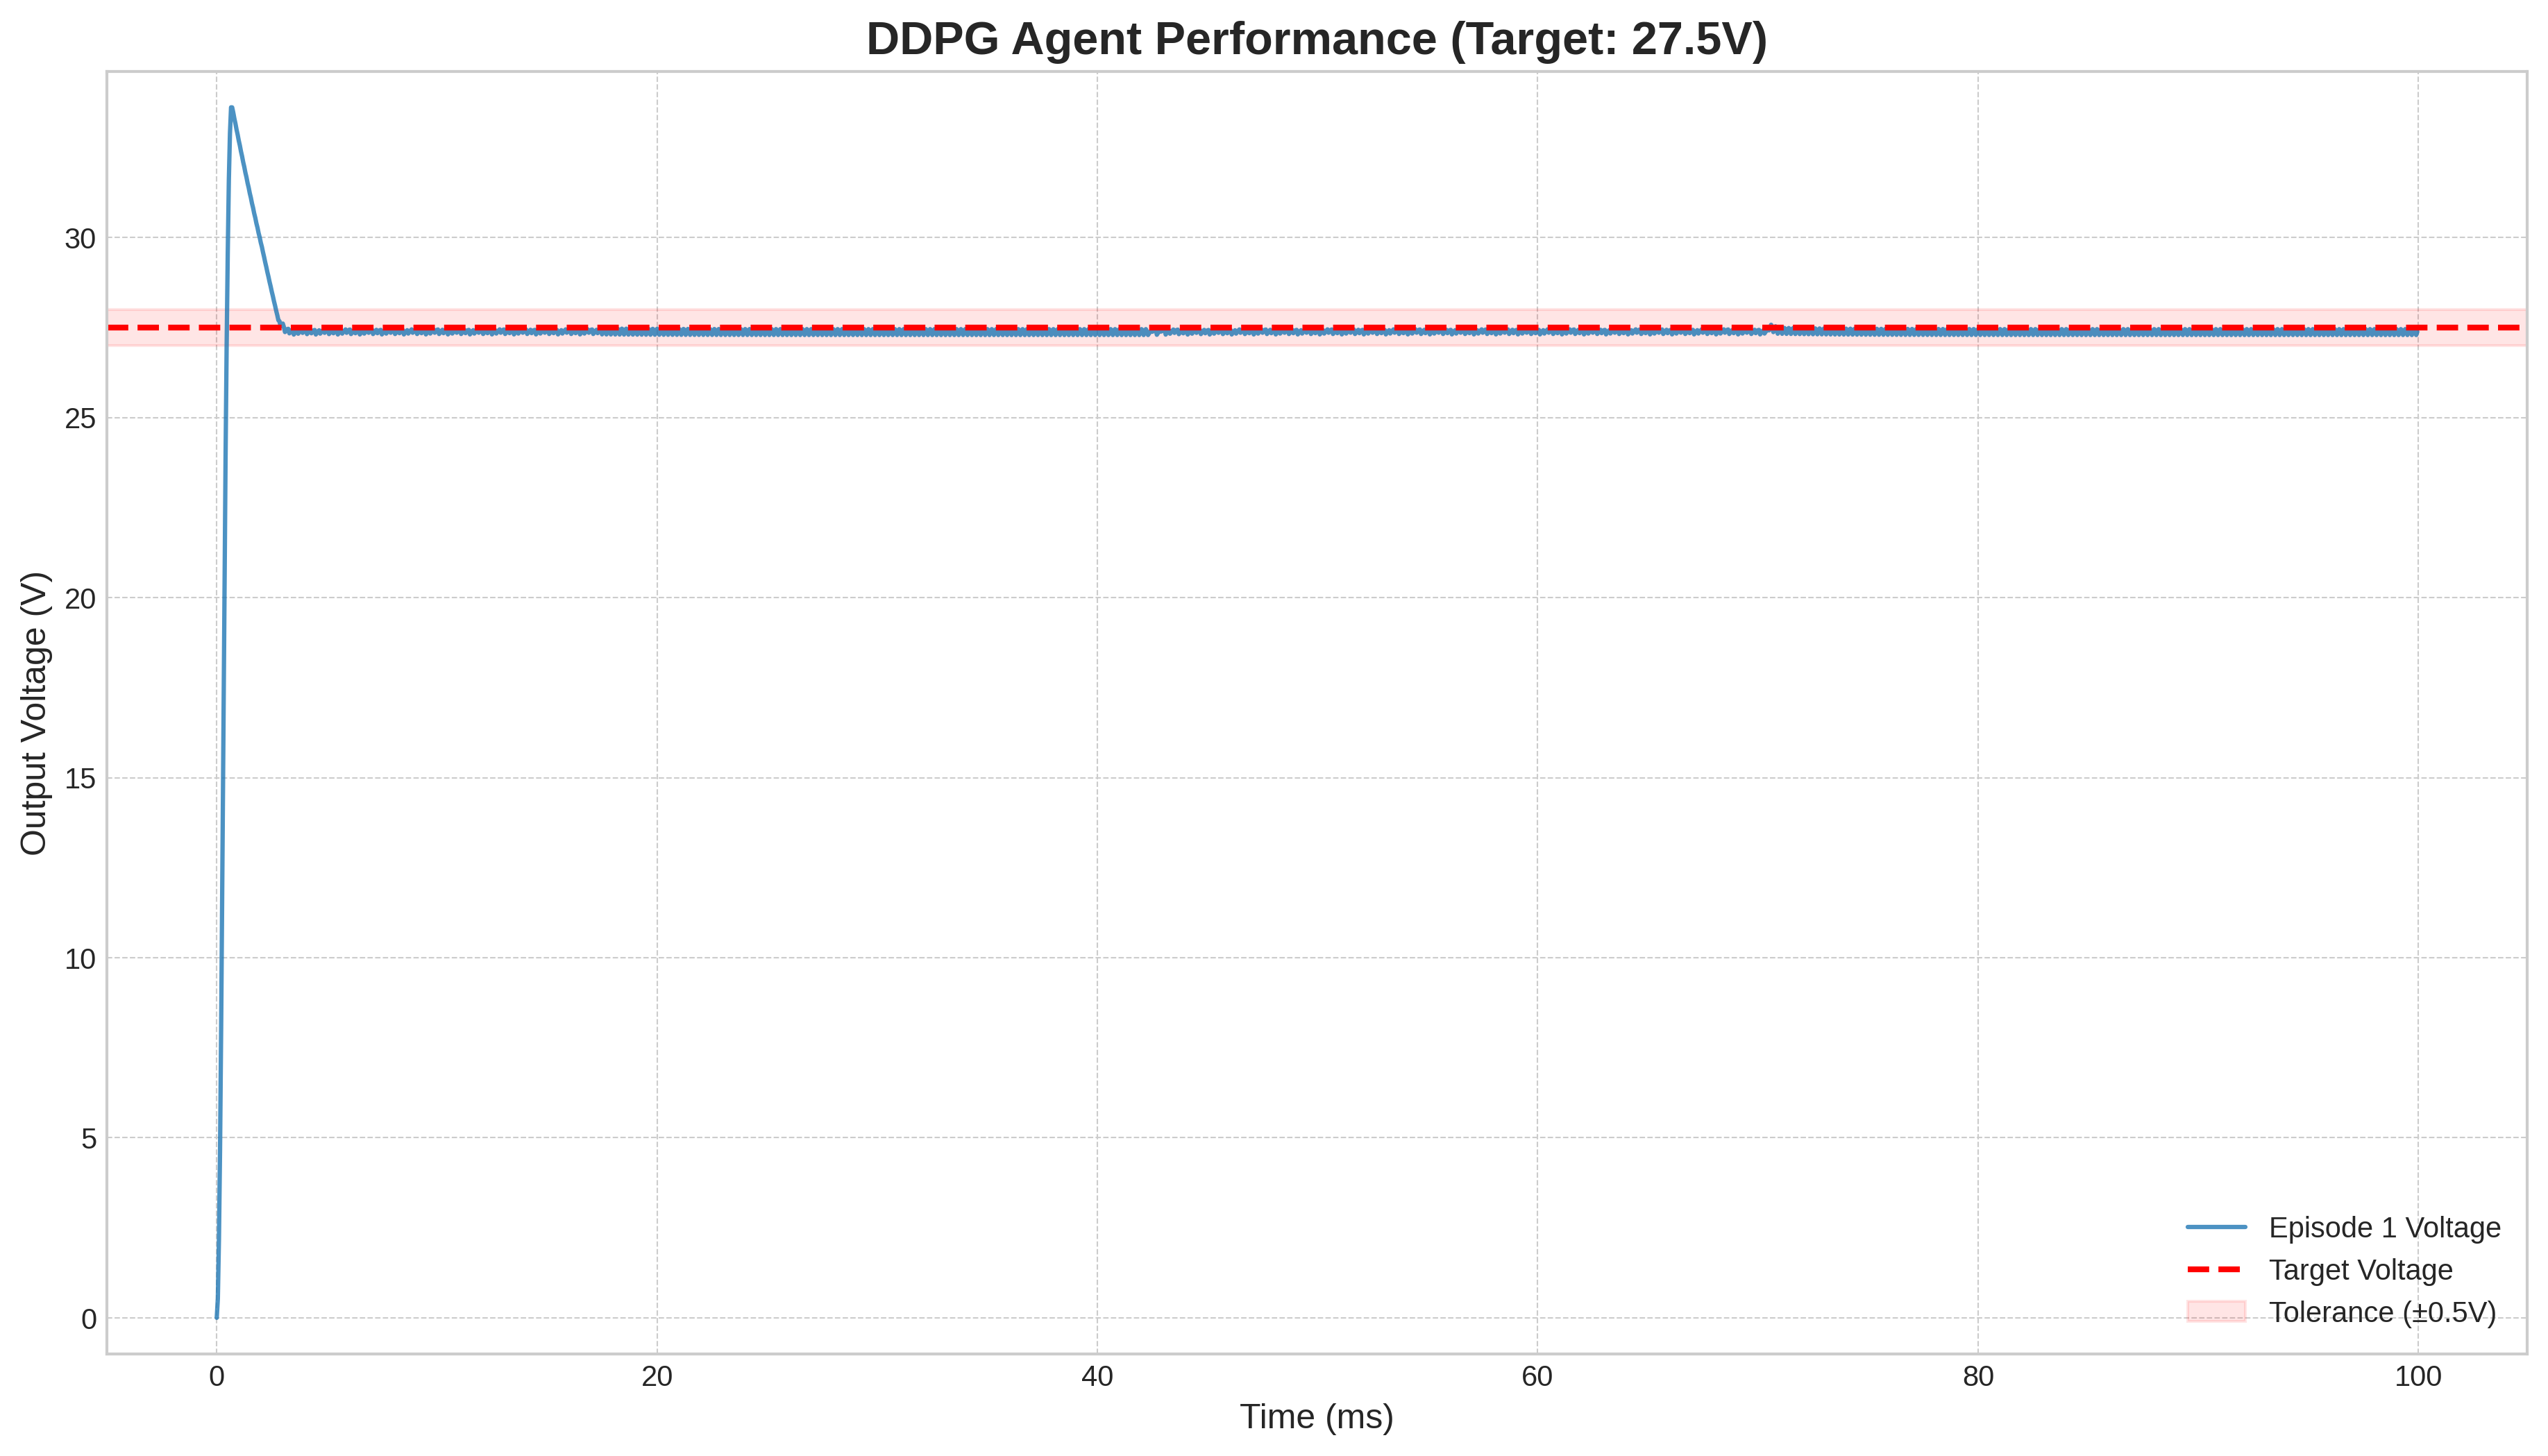 DDPG Agent Performance (Target: 27.5V)
Output Voltage (V)
30
25
20
15
10
5
0
0 20 40 60 80 100
Time (ms)
Episode 1 Voltage
Target Voltage
Tolerance (±0.5V)